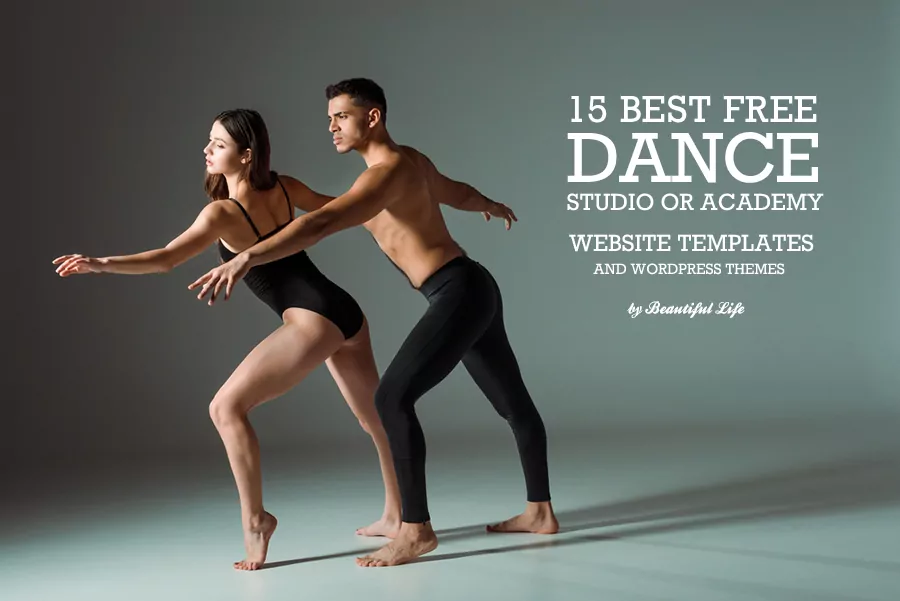 15 BEST FREE
DANCE
STUDIO OR ACADEMY
WEBSITE TEMPLATES
AND WORDPRESS THEMES
by Beautiful Life